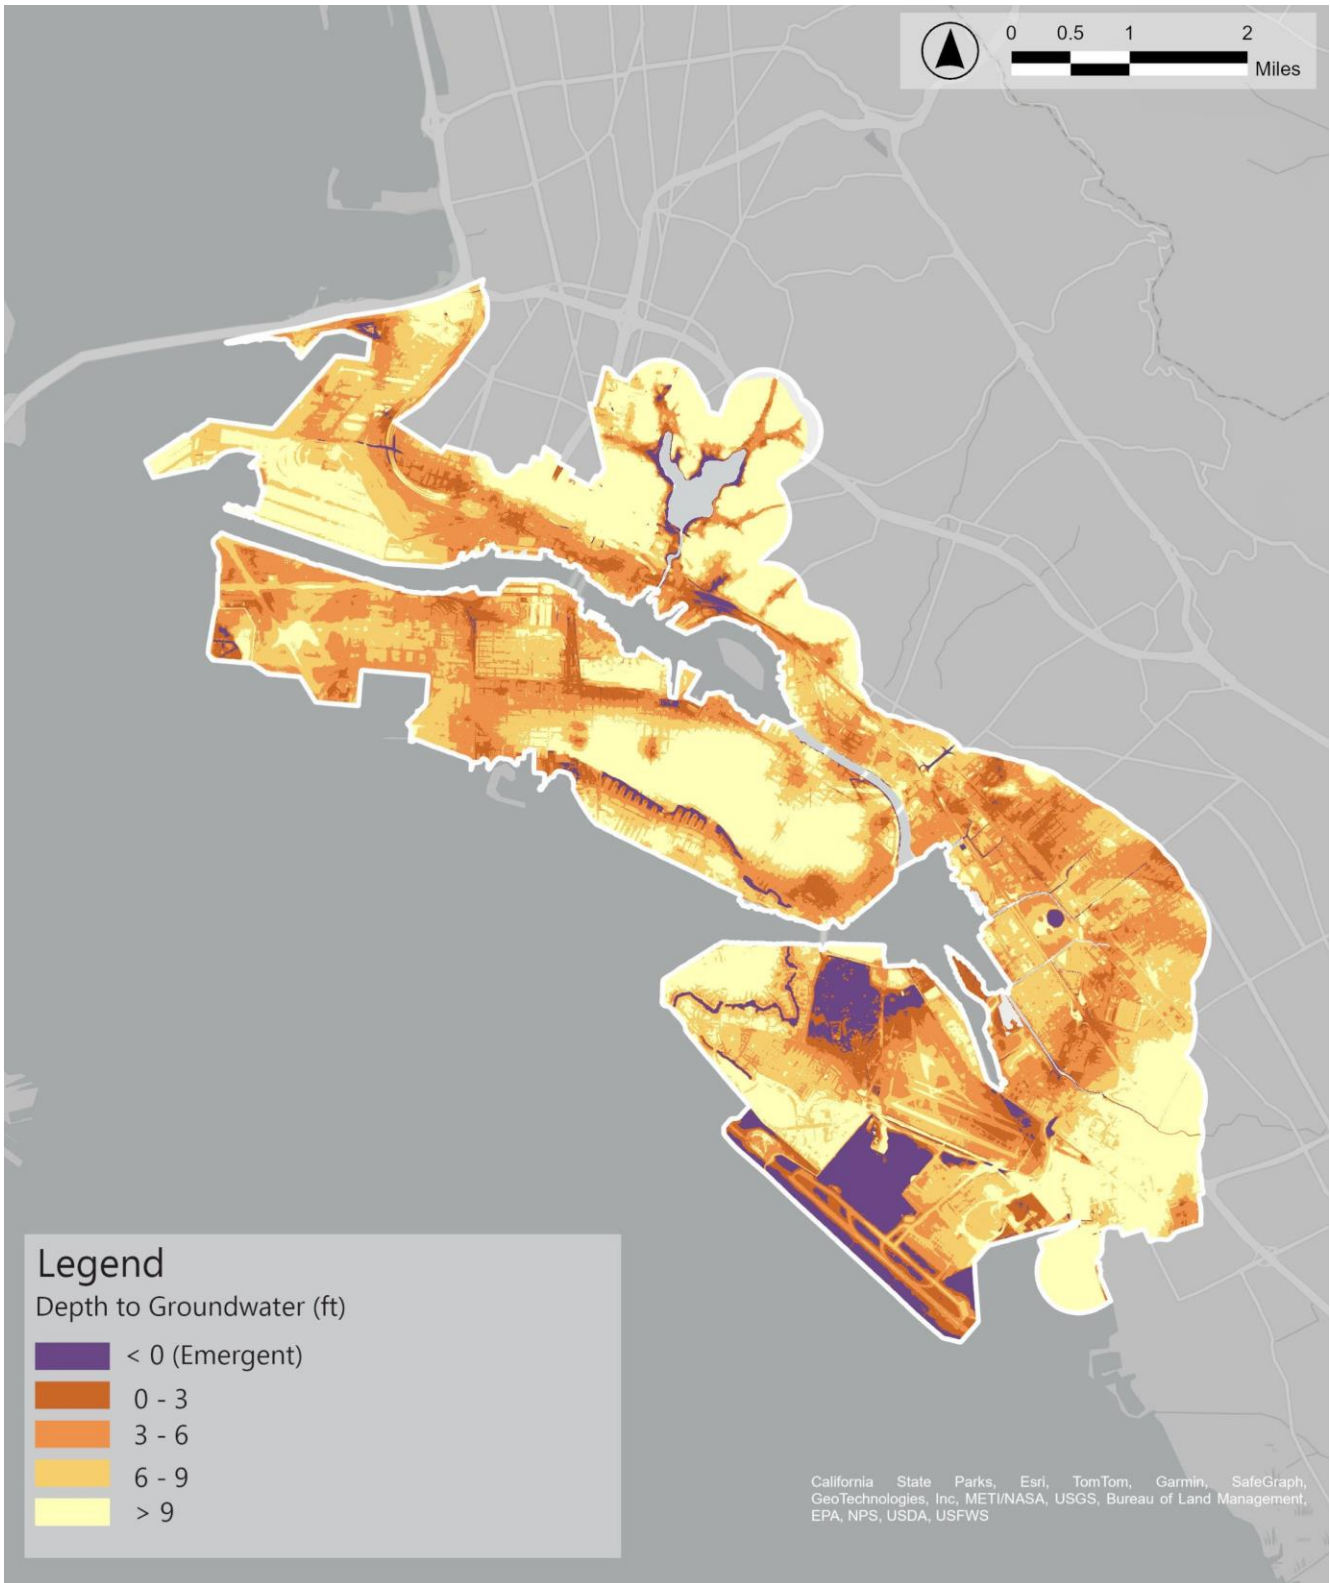 0 0.5 1 2
Miles
Legend
Depth to Groundwater (ft)
< 0 (Emergent)
0 - 3
3 - 6
6 - 9
> 9
California State Parks, Esri, TomTom, Garmin, SafeGraph,
GeoTechnologies, Inc, METI/NASA, USGS, Bureau of Land Management,
EPA, NPS, USDA, USFWS